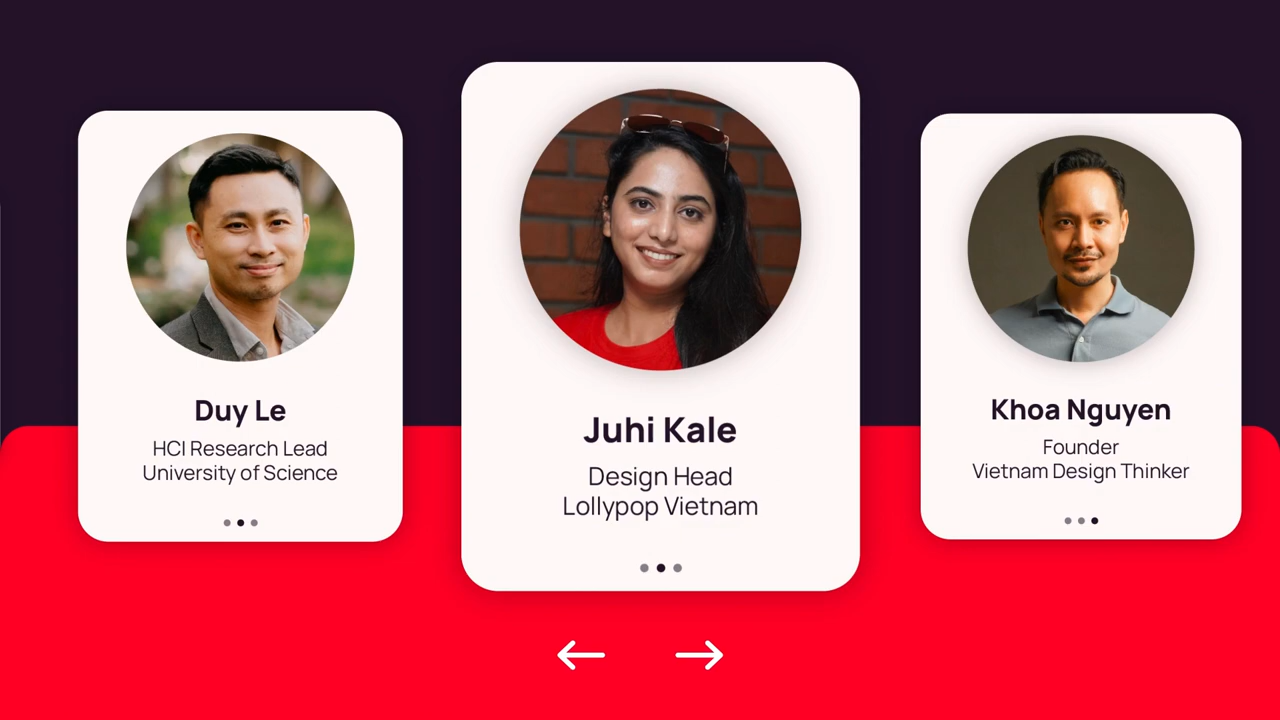 Duy Le
HCI Research Lead
University of Science
Juhi Kale
Design Head
Lollypop Vietnam
Khoa Nguyen
Founder
Vietnam Design Thinker